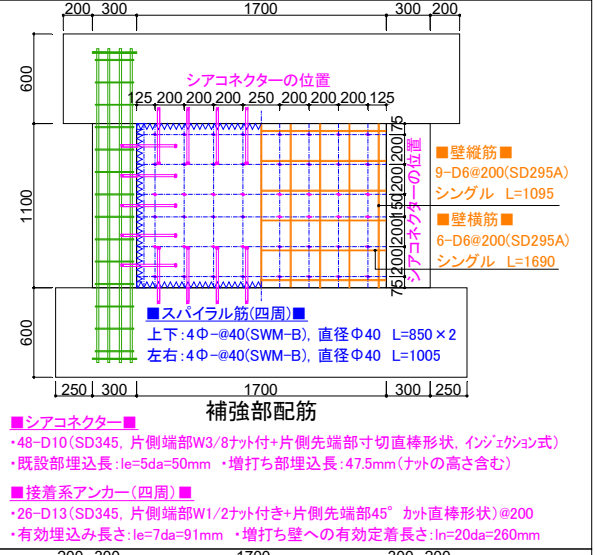 200 300 1700 300 200
600
シアコネクターの位置
125 200 200 200 250 200 200 200 125
1100
75 200 200 150 200 200 75
シアコネクターの位置
■壁縦筋■
9-D6@200(SD295A)
シングル L=1095
■壁横筋■
6-D6@200(SD295A)
シングル L=1690
600
■スパイラル筋(四周)■
上下:4Φ-@40(SWM-B), 直径Φ40 L=850×2
左右:4Φ-@40(SWM-B), 直径Φ40 L=1005
250 300 1700 300 250
補強部配筋
■シアコネクター■
・48-D10(SD345, 片側端部W3/8ナット付+片側先端部寸切直棒形状, インジェクション式)
・既設部埋込長:le=5da=50mm ・増打ち部埋込長:47.5mm(ナットの高さ含む)
■接着系アンカー(四周)■
・26-D13(SD345, 片側端部W1/2ナット付き+片側先端部45° カット直棒形状)@200
・有効埋込み長さ:le=7da=91mm ・増打ち壁への有効定着長さ:ln=20da=260mm
200 300 1700 300 200